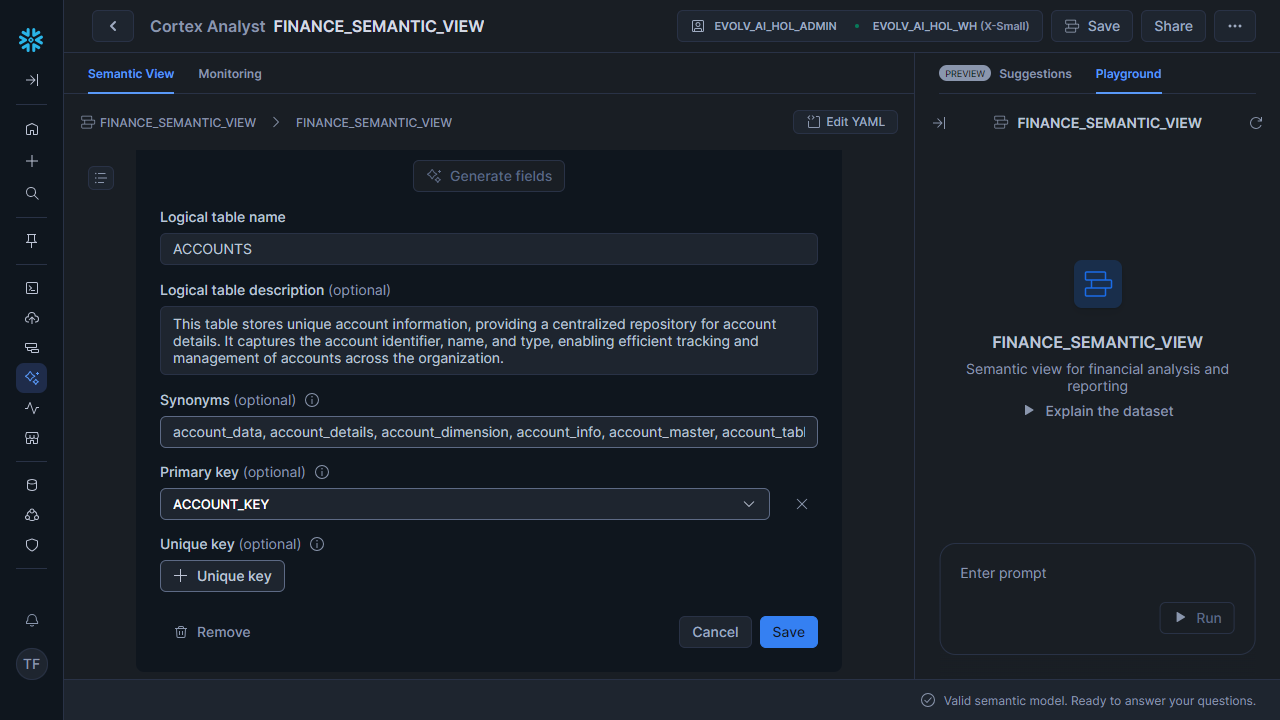 Cortex Analyst FINANCE_SEMANTIC_VIEW
EVOLV_AI_HOL_ADMIN
EVOLV_AI_HOL_WH (X-Small)
Save
Share
Semantic View
Monitoring
PREVIEW
Suggestions
Playground
FINANCE_SEMANTIC_VIEW
FINANCE_SEMANTIC_VIEW
Edit YAML
FINANCE_SEMANTIC_VIEW
Generate fields
Logical table name
ACCOUNTS
Logical table description (optional)
This table stores unique account information, providing a centralized repository for account
details. It captures the account identifier, name, and type, enabling efficient tracking and
management of accounts across the organization.
Synonyms (optional)
account_data, account_details, account_dimension, account_info, account_master, account_tabl
Primary key (optional)
ACCOUNT_KEY
Unique key (optional)
Unique key
Remove
Cancel
Save
FINANCE_SEMANTIC_VIEW
Semantic view for financial analysis and
reporting
Explain the dataset
Enter prompt
Run
TF
Valid semantic model. Ready to answer your questions.